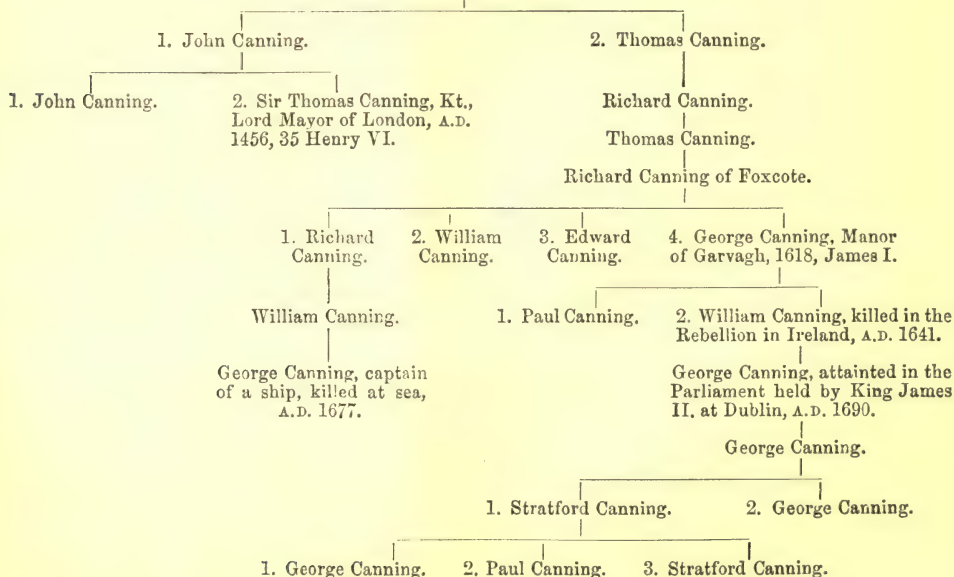 1. John Canning.
2. Thomas Canning.
1. John Canning.
2. Sir Thomas Canning, Kt.,
Lord Mayor of London, A.D.
1456, 35 Henry VI.
Richard Canning.
Thomas Canning.
Richard Canning of Foxcote.
1. Richard
Canning.
2. William
Canning.
3. Edward
Canning.
4. George Canning, Manor
of Garvagh, 1618, James I.
William Canning.
George Canning, captain
of a ship, killed at sea,
A.D. 1677.
1. Paul Canning.
2. William Canning, killed in the
Rebellion in Ireland, A.D. 1641.
George Canning, attainted in the
Parliament held by King James
II. at Dublin, A.D. 1690.
George Canning.
1. Stratford Canning.
2. George Canning.
1. George Canning.
2. Paul Canning.
3. Stratford Canning.